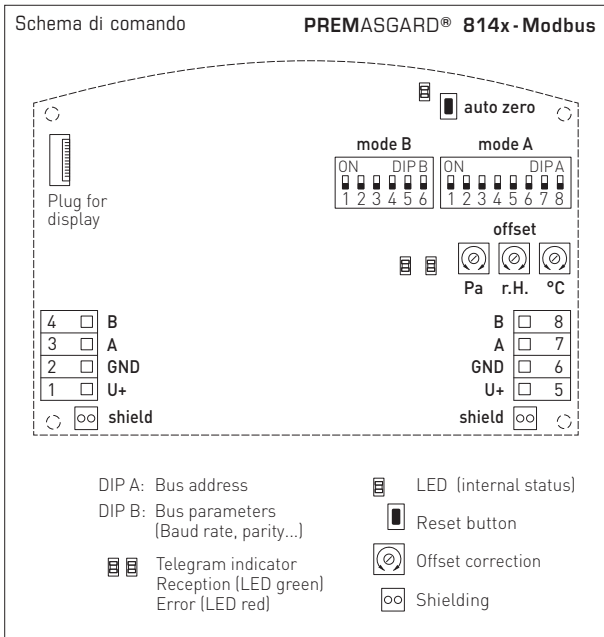 Schema di comando PREMASGARD® 814x - Modbus
auto zero
mode B mode A
ON DIP B ON DIP A
1 2 3 4 5 6 1 2 3 4 5 6 7 8
Plug for
display
offset
Pa r.H. °C
4 B B 8
3 A A 7
2 GND GND 6
1 U+ U+ 5
shield shield
DIP A: Bus address
DIP B: Bus parameters
(Baud rate, parity...)
Telegram indicator
Reception (LED green)
Error (LED red)
LED (internal status)
Reset button
Offset correction
Shielding